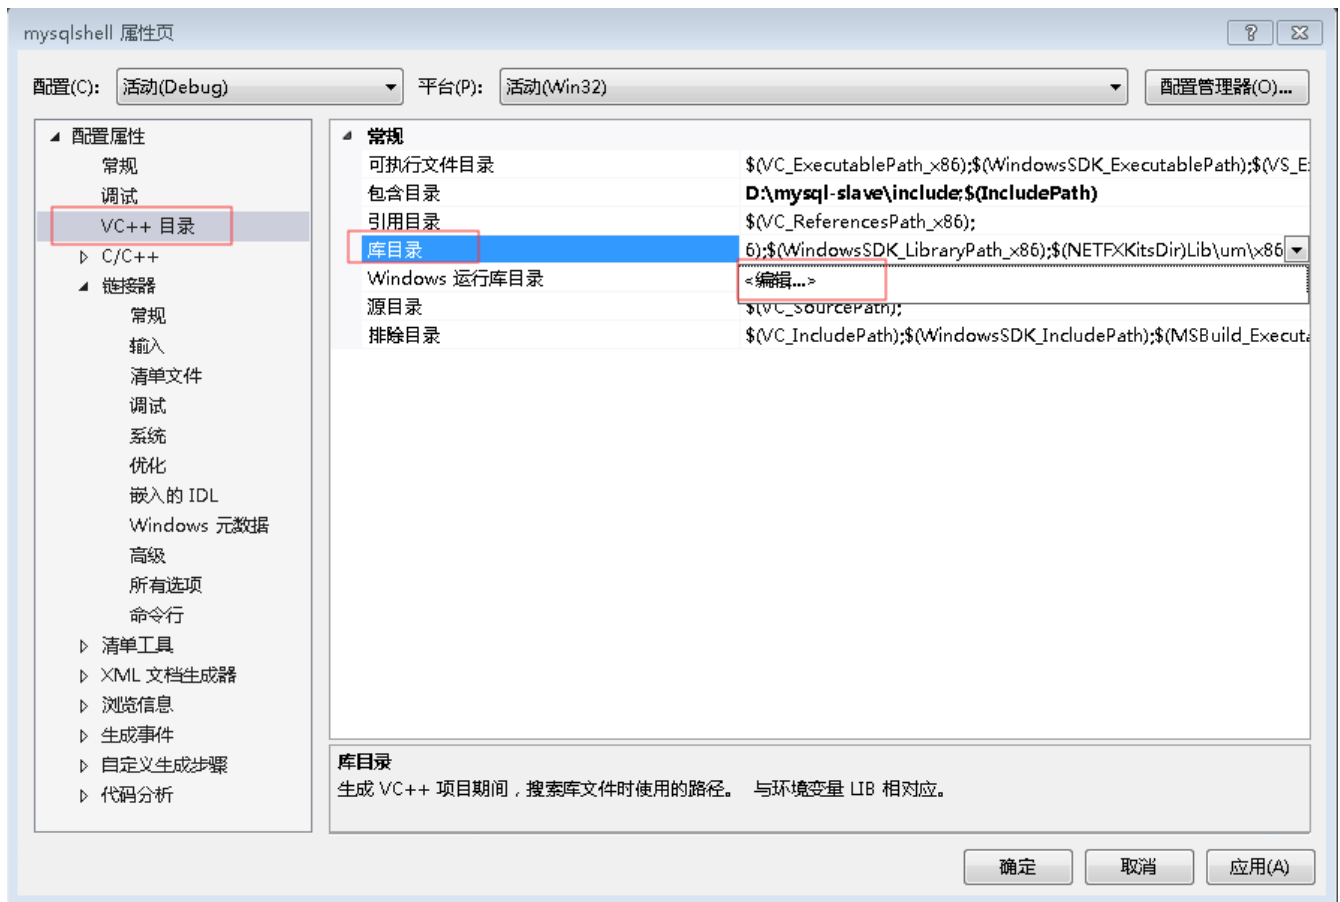 mysqlshell 属性页
配置(C): 活动(Debug) 平台(P): 活动(Win32) 配置管理器(O)...
配置属性
常规
调试
VC++ 目录
C/C++
链接器
常规
输入
清单文件
调试
系统
优化
嵌入的 IDL
Windows 元数据
高级
所有选项
命令行
清单工具
XML 文档生成器
浏览信息
生成事件
自定义生成步骤
代码分析
常规
可执行文件目录 $(VC_ExecutablePath_x86);$(WindowsSDK_ExecutablePath);$(VS_E
包含目录 D:\mysql-slave\include;$(IncludePath)
引用目录 $(VC_ReferencesPath_x86);
库目录 6);$(WindowsSDK_LibraryPath_x86);$(NETFXKitsDir)Lib\um\x86
Windows 运行库目录 <编辑...>
源目录 $(VC_SourcePath);
排除目录 $(VC_IncludePath);$(WindowsSDK_IncludePath);$(MSBuild_Executa
库目录
生成 VC++ 项目期间，搜索库文件时使用的路径。 与环境变量 LIB 相对应。
确定 取消 应用(A)